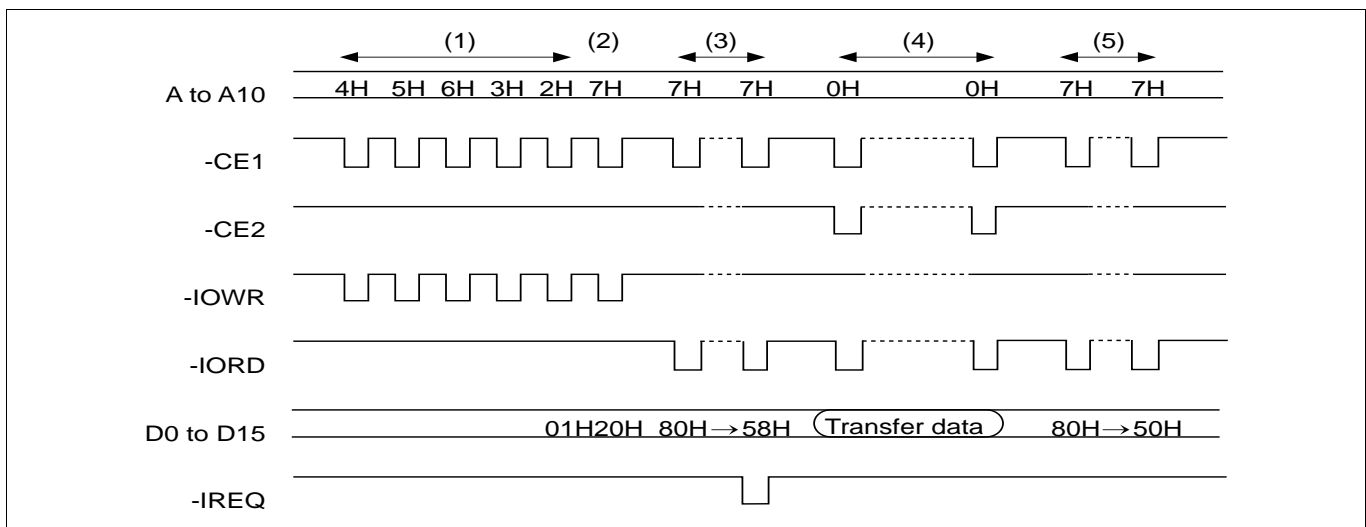 (1) (2) (3) (4) (5)
A to A10 4H 5H 6H 3H 2H 7H 7H 7H 0H 0H 7H 7H
-CE1
-CE2
-IOWR
-IORD
D0 to D15 01H20H 80H→58H Transfer data 80H→50H
-IREQ